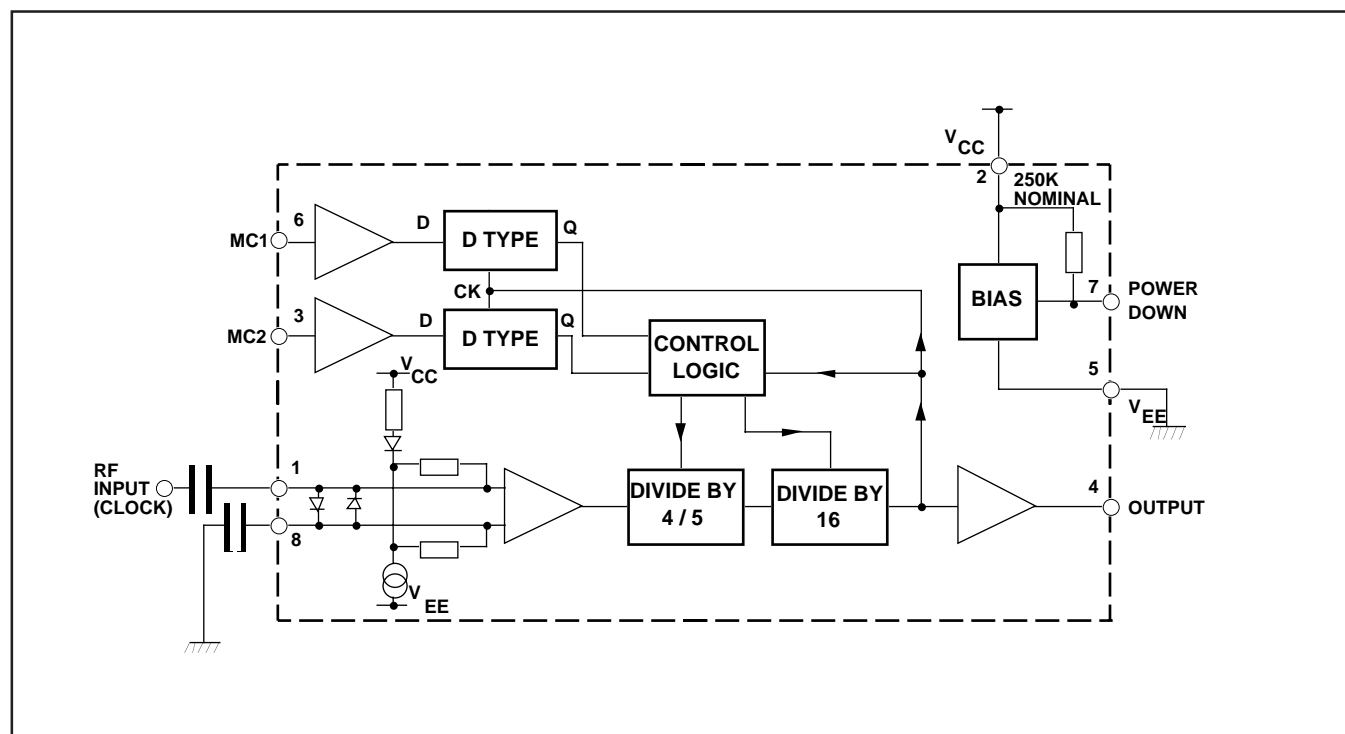 V
CC
2
250K
NOMINAL
6
MC1
D
D TYPE
Q
CK
3
MC2
D
D TYPE
Q
CONTROL
LOGIC
BIAS
7
POWER
DOWN
5
V
EE
V
CC
RF
INPUT
(CLOCK)
1
8
DIVIDE BY
4 / 5
DIVIDE BY
16
4
OUTPUT
V
EE